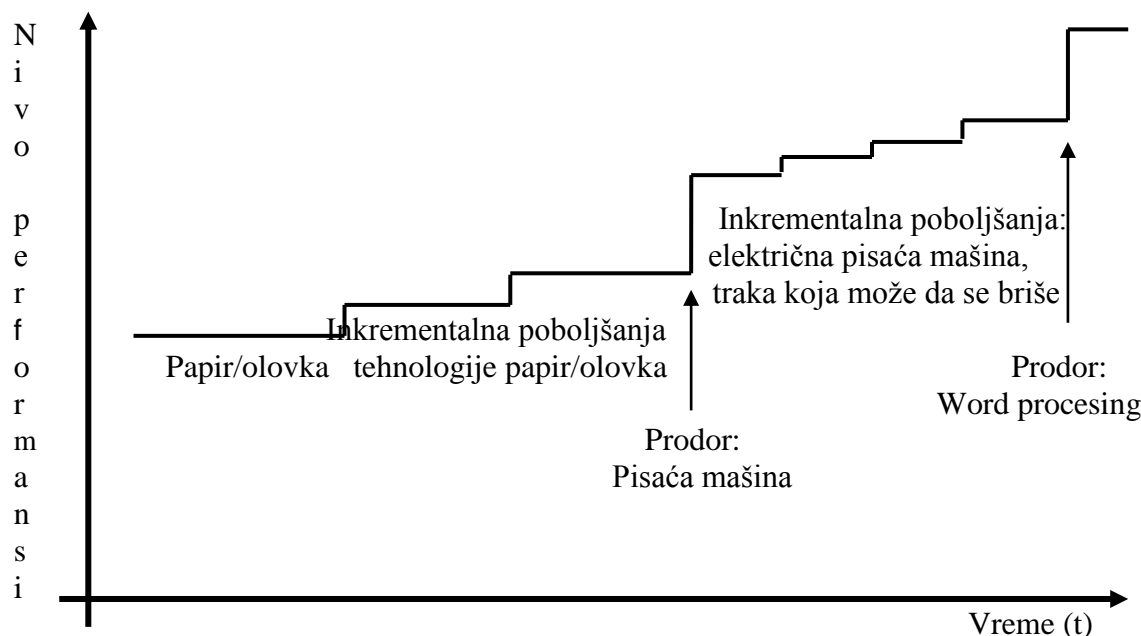 Nivo performansi
Inkrementalna poboljšanja:
električna pisaća mašina,
traka koja može da se briše
Inkrementalna poboljšanja
Papir/olovka tehnologije papir/olovka
Prodor:
Word procesing
Prodor:
Pisaća mašina
Vreme (t)